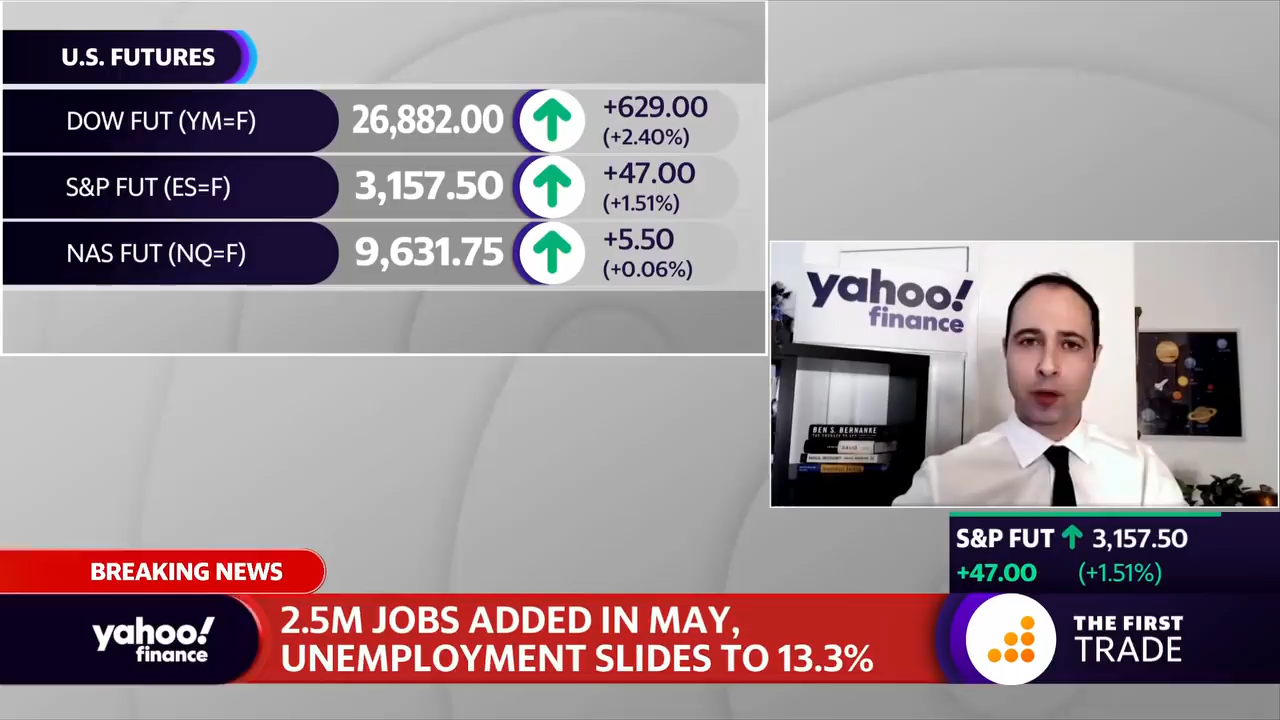 U.S. FUTURES
DOW FUT (YM=F) 26,882.00 +629.00
(+2.40%)
S&P FUT (ES=F) 3,157.50 +47.00
(+1.51%)
NAS FUT (NQ=F) 9,631.75 +5.50
(+0.06%)
yahoo!
finance
BEN S. BERNANKE
S&P FUT 3,157.50
+47.00 (+1.51%)
BREAKING NEWS
yahoo!
finance
2.5M JOBS ADDED IN MAY,
UNEMPLOYMENT SLIDES TO 13.3%
THE FIRST
TRADE